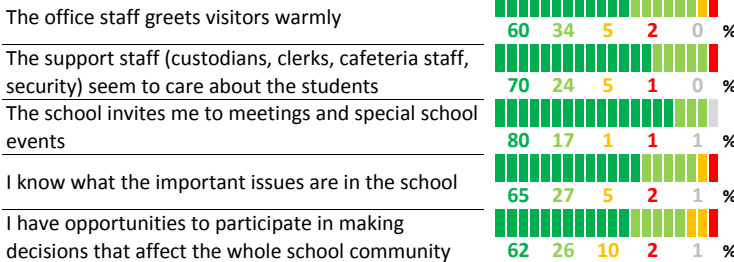 The office staff greets visitors warmly
60 34 5 2 0 %
The support staff (custodians, clerks, cafeteria staff,
security) seem to care about the students
70 24 5 1 0 %
The school invites me to meetings and special school
events
80 17 1 1 1 %
I know what the important issues are in the school
65 27 5 2 1 %
I have opportunities to participate in making
decisions that affect the whole school community
62 26 10 2 1 %